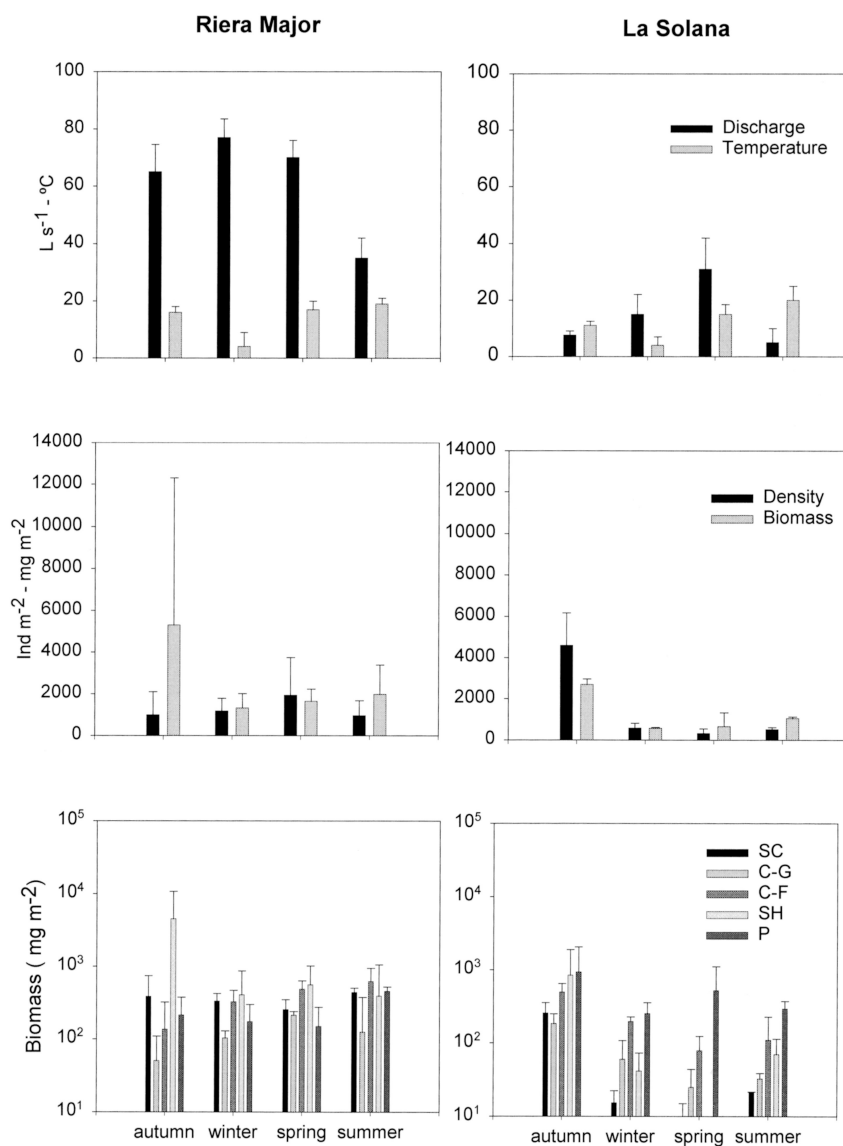 Riera Major
La Solana
100
80
60
40
20
0
L s-1 - ºC
100
80
60
40
20
0
Discharge
Temperature
14000
12000
10000
8000
6000
4000
2000
0
Ind m-2 - mg m-2
14000
12000
10000
8000
6000
4000
2000
0
Density
Biomass
10^5
10^4
10^3
10^2
10^1
Biomass ( mg m-2)
autumn winter spring summer
10^5
10^4
10^3
10^2
10^1
SC
C-G
C-F
SH
P
autumn winter spring summer